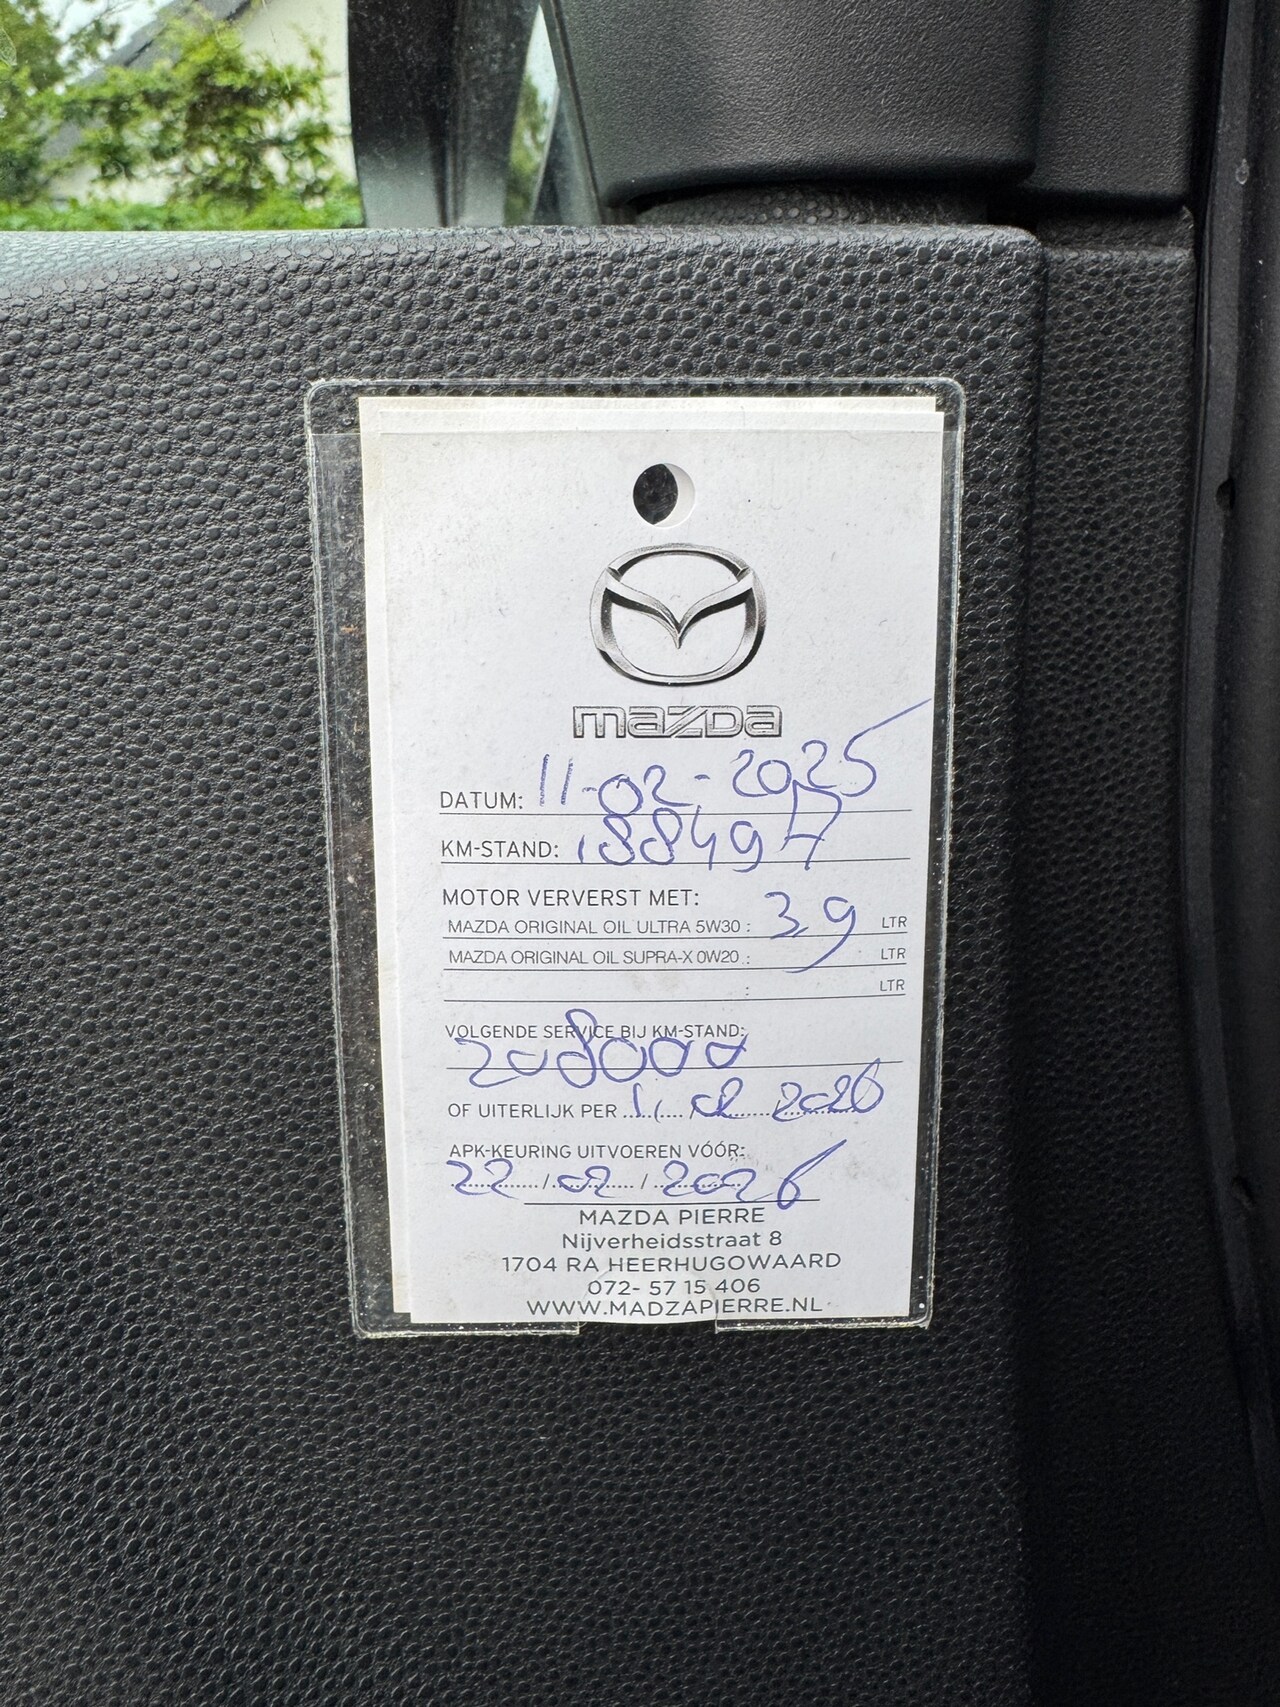 mazda
DATUM: 11-02-2025
KM-STAND: 188497
MOTOR VERVERST MET:
MAZDA ORIGINAL OIL ULTRA 5W30 : 3,9 LTR
MAZDA ORIGINAL OIL SUPRA-X 0W20 : LTR
: LTR
VOLGENDE SERVICE BIJ KM-STAND:
208000
OF UITERLIJK PER 11 / 02 2026
APK-KEURING UITVOEREN VÓÓR:
22 / 02 / 2026
MAZDA PIERRE
Nijverheidsstraat 8
1704 RA HEERHUGOWAARD
072- 57 15 406
WWW.MADZAPIERRE.NL